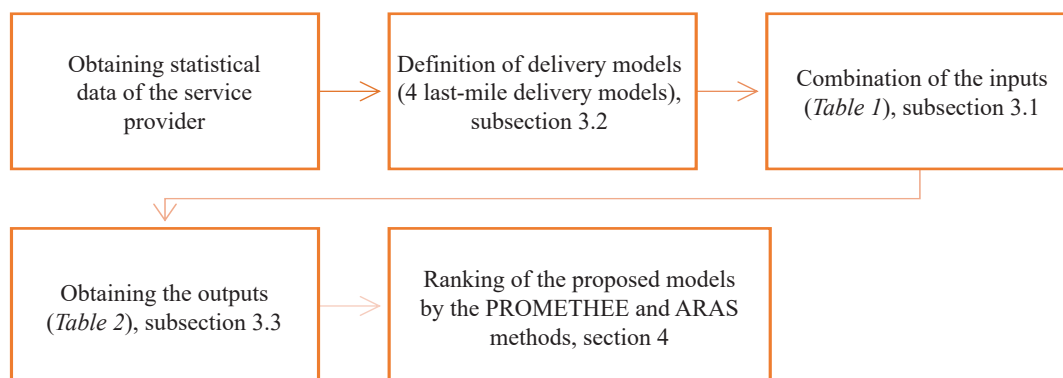 Obtaining statistical
data of the service
provider
Definition of delivery models
(4 last-mile delivery models),
subsection 3.2
Combination of the inputs
(Table 1), subsection 3.1
Obtaining the outputs
(Table 2), subsection 3.3
Ranking of the proposed models
by the PROMETHEE and ARAS
methods, section 4